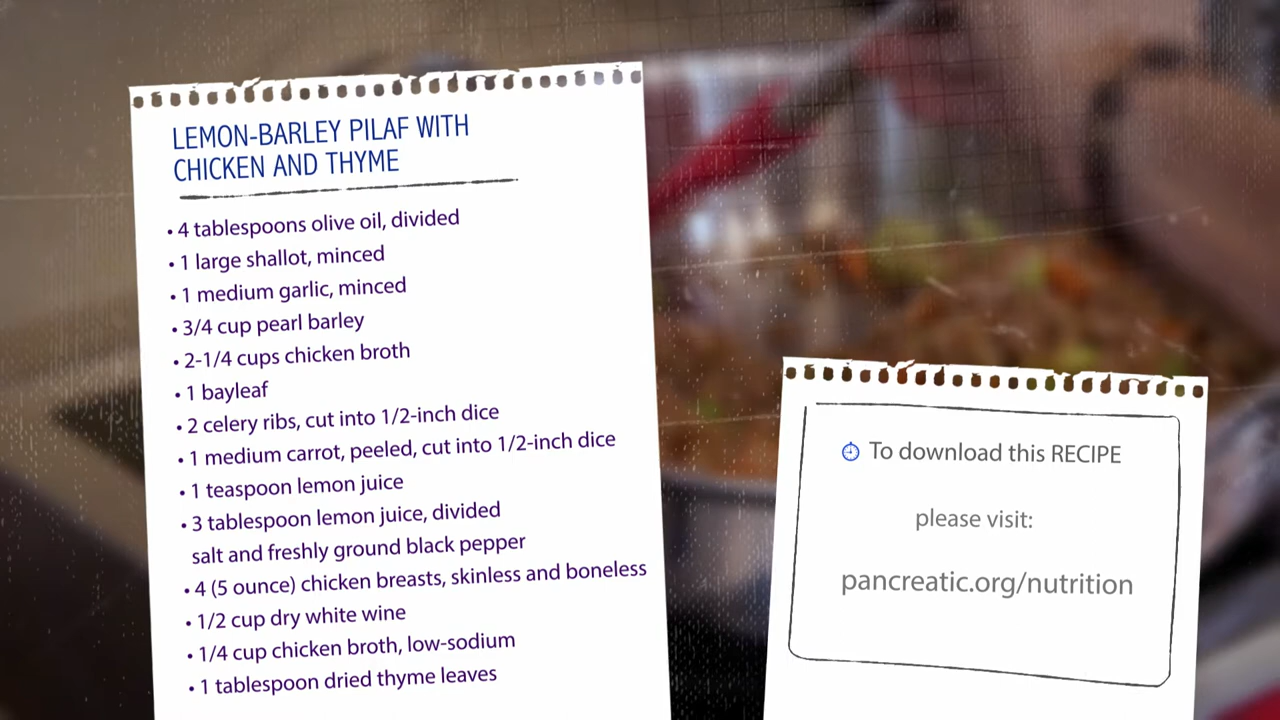 LEMON-BARLEY PILAF WITH
CHICKEN AND THYME
• 4 tablespoons olive oil, divided
• 1 large shallot, minced
• 1 medium garlic, minced
• 3/4 cup pearl barley
• 2-1/4 cups chicken broth
• 1 bayleaf
• 2 celery ribs, cut into 1/2-inch dice
• 1 medium carrot, peeled, cut into 1/2-inch dice
• 1 teaspoon lemon juice
• 3 tablespoon lemon juice, divided
salt and freshly ground black pepper
• 4 (5 ounce) chicken breasts, skinless and boneless
• 1/2 cup dry white wine
• 1/4 cup chicken broth, low-sodium
• 1 tablespoon dried thyme leaves
To download this RECIPE
please visit:
pancreatic.org/nutrition